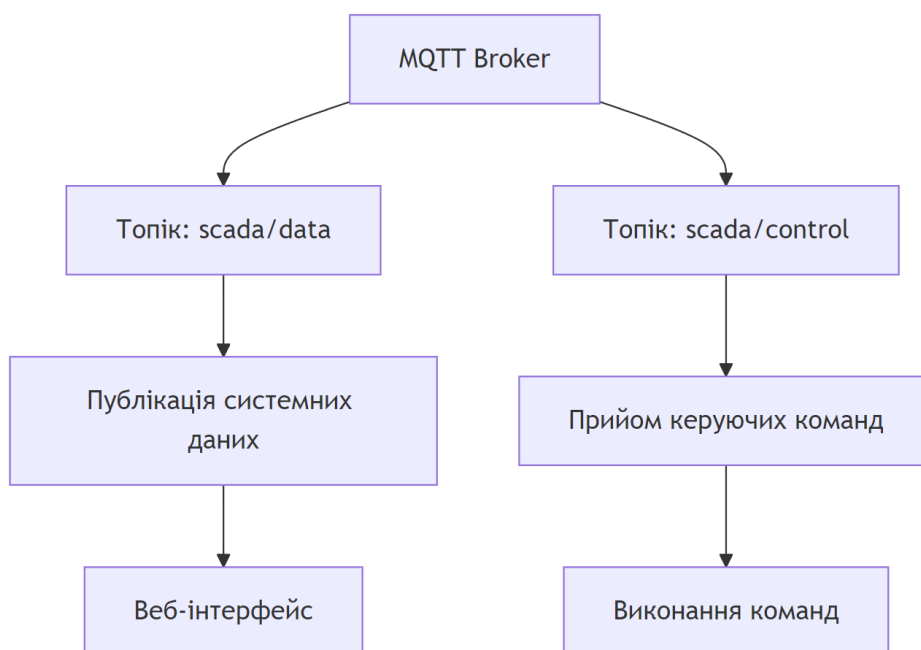 MQTT Broker
Топік: scada/data
Топік: scada/control
Публікація системних
даних
Прийом керуючих команд
Веб-інтерфейс
Виконання команд